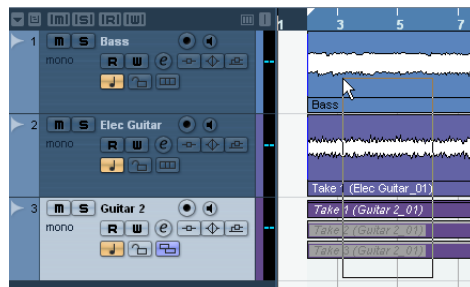 [M] [S] [R] [W] 1 3 5 7
1 M S Bass
mono R W e
Bass
2 M S Elec Guitar
mono R W e
Take 1 (Elec Guitar_01)
3 M S Guitar 2
Take 1 (Guitar 2_01)
mono R W e
Take 2 (Guitar 2_01)
Take 3 (Guitar 2_01)